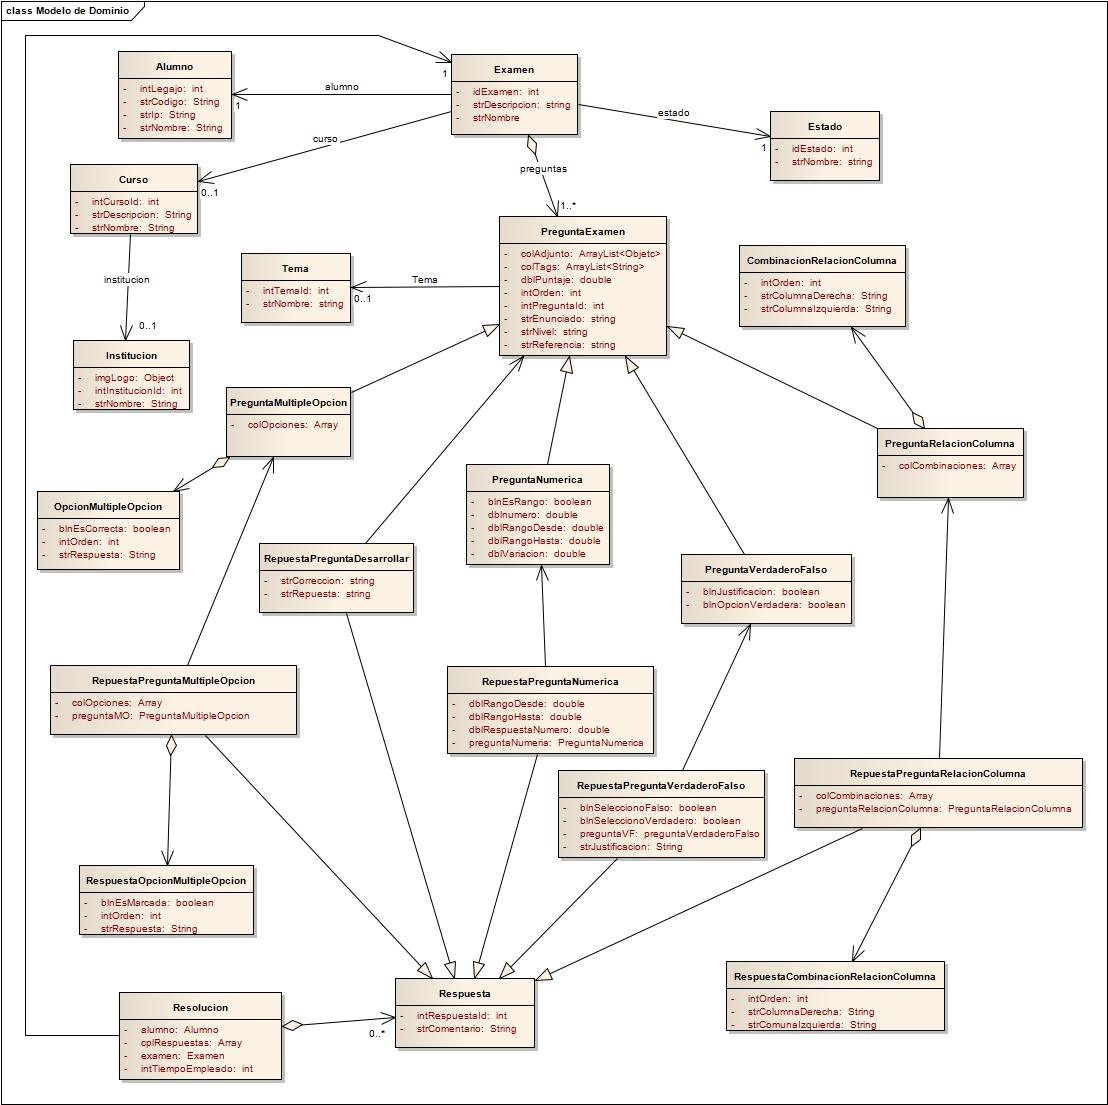 class Modelo de Dominio
Alumno
- intLegajo: int
- strCodigo: String
- strIp: String
- strNombre: String
1
alumno
1
Examen
- idExamen: int
- strDescripcion: string
- strNombre
estado
1
Estado
- idEstado: int
- strNombre: string
curso
0..1
Curso
- intCursoId: int
- strDescripcion: String
- strNombre: String
preguntas
1..*
institucion
0..1
Institucion
- imgLogo: Object
- intInstitucionId: int
- strNombre: String
Tema
- intTemaId: int
- strNombre: string
Tema
0..1
PreguntaExamen
- colAdjunto: ArrayList<Objetc>
- colTags: ArrayList<String>
- dblPuntaje: double
- intOrden: int
- intPreguntaId: int
- strEnunciado: string
- strNivel: string
- strReferencia: string
CombinacionRelacionColumna
- intOrden: int
- strColumnaDerecha: String
- strColumnaIzquierda: String
PreguntaMultipleOpcion
- colOpciones: Array
PreguntaRelacionColumna
- colCombinaciones: Array
OpcionMultipleOpcion
- blnEsCorrecta: boolean
- intOrden: int
- strRespuesta: String
PreguntaNumerica
- blnEsRango: boolean
- dblnumero: double
- dblRangoDesde: double
- dblRangoHasta: double
- dblVariacion: double
RepuestaPreguntaDesarrollar
- strCorreccion: string
- strRepuesta: string
PreguntaVerdaderoFalso
- blnJustificacion: boolean
- blnOpcionVerdadera: boolean
RepuestaPreguntaMultipleOpcion
- colOpciones: Array
- preguntaMO: PreguntaMultipleOpcion
RepuestaPreguntaNumerica
- dblRangoDesde: double
- dblRangoHasta: double
- dblRespuestaNumero: double
- preguntaNumeria: PreguntaNumerica
RepuestaPreguntaVerdaderoFalso
- blnSeleccionoFalso: boolean
- blnSeleccionoVerdadero: boolean
- preguntaVF: preguntaVerdaderoFalso
- strJustificacion: String
RepuestaPreguntaRelacionColumna
- colCombinaciones: Array
- preguntaRelacionColumna: PreguntaRelacionColumna
RespuestaOpcionMultipleOpcion
- blnEsMarcada: boolean
- intOrden: int
- strRespuesta: String
RespuestaCombinacionRelacionColumna
- intOrden: int
- strColumnaDerecha: String
- strComunaIzquierda: String
Resolucion
- alumno: Alumno
- cplRespuestas: Array
- examen: Examen
- intTiempoEmpleado: int
0..*
Respuesta
- intRespuestaId: int
- strComentario: String